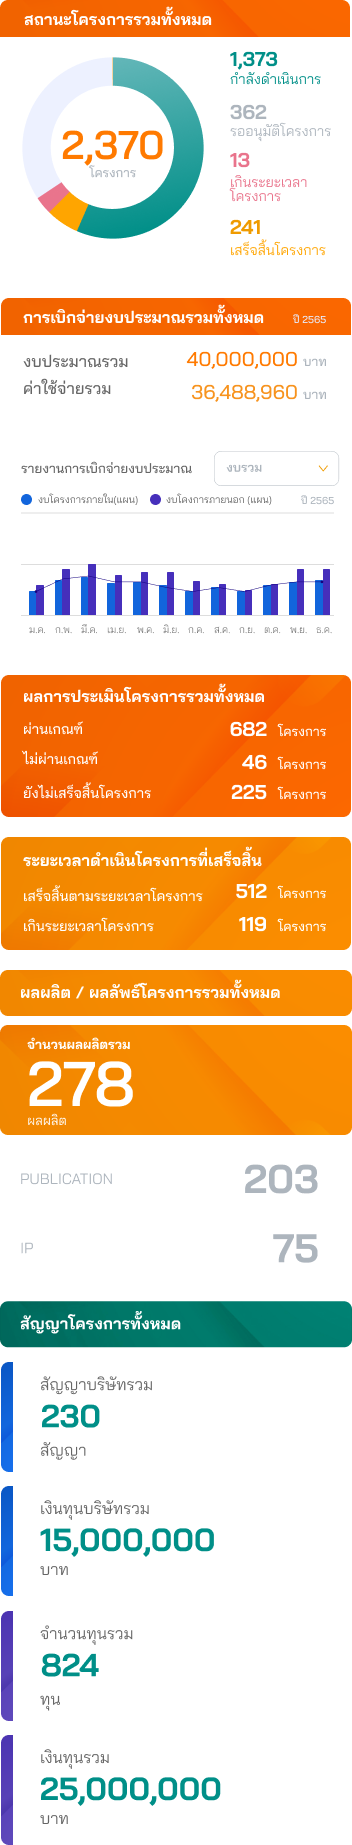 สถานะโครงการรวมทั้งหมด
1,373
กำลังดำเนินการ
362
รออนุมัติโครงการ
2,370
โครงการ
13
เกินระยะเวลา
โครงการ
241
เสร็จสิ้นโครงการ
การเบิกจ่ายงบประมาณรวมทั้งหมด ปี 2565
งบประมาณรวม 40,000,000 บาท
ค่าใช้จ่ายรวม 36,488,960 บาท
รายงานการเบิกจ่ายงบประมาณ งบรวม
งบโครงการภายใน(แผน) งบโครงการภายนอก (แผน) ปี 2565
ม.ค. ก.พ. มี.ค. เม.ย. พ.ค. มิ.ย. ก.ค. ส.ค. ก.ย. ต.ค. พ.ย. ธ.ค.
ผลการประเมินโครงการรวมทั้งหมด
ผ่านเกณฑ์ 682 โครงการ
ไม่ผ่านเกณฑ์ 46 โครงการ
ยังไม่เสร็จสิ้นโครงการ 225 โครงการ
ระยะเวลาดำเนินโครงการที่เสร็จสิ้น
เสร็จสิ้นตามระยะเวลาโครงการ 512 โครงการ
เกินระยะเวลาโครงการ 119 โครงการ
ผลผลิต / ผลลัพธ์โครงการรวมทั้งหมด
จำนวนผลผลิตรวม
278
ผลผลิต
PUBLICATION 203
IP 75
สัญญาโครงการทั้งหมด
สัญญาบริษัทรวม
230
สัญญา
เงินทุนบริษัทรวม
15,000,000
บาท
จำนวนทุนรวม
824
ทุน
เงินทุนรวม
25,000,000
บาท